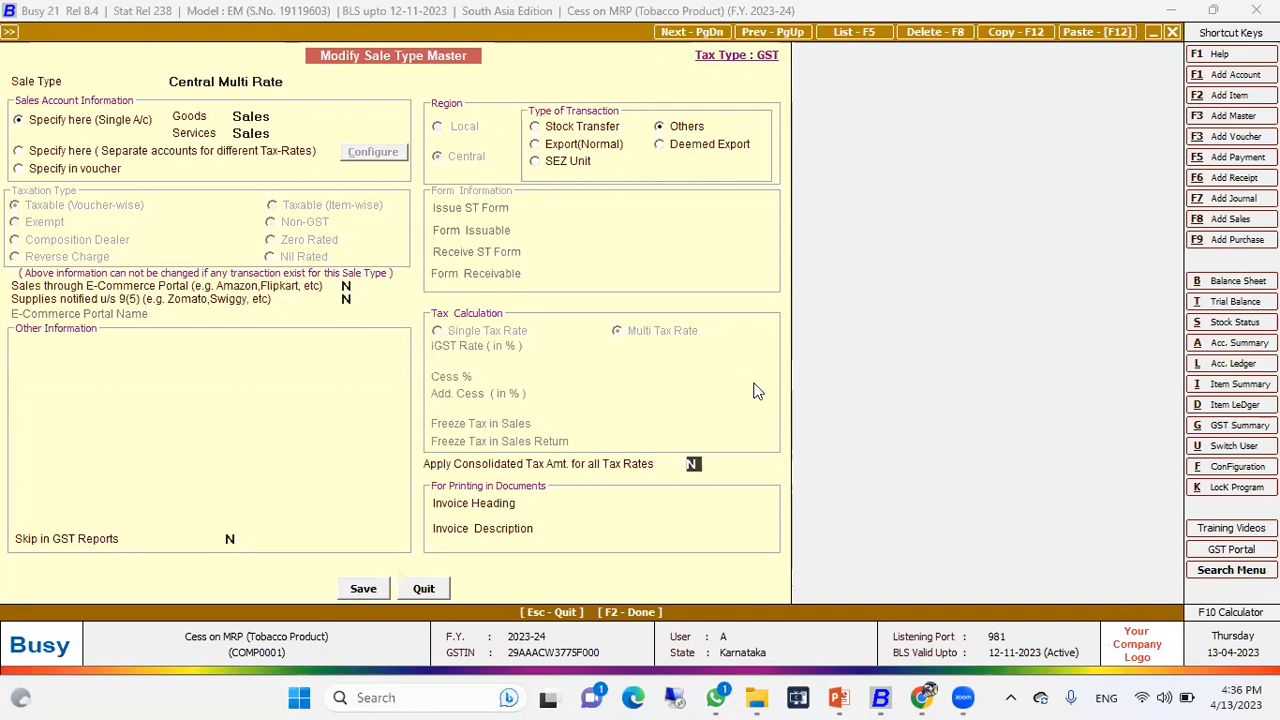 Busy 21 Rel 8.4 | Stat Rel 238 | Model : EM (S.No. 19119603) | BLS upto 12-11-2023 | South Asia Edition | Cess on MRP (Tobacco Product) (F.Y. 2023-24)
>> Next - PgDn Prev - PgUp List - F5 Delete - F8 Copy - F12 Paste - [F12]
Shortcut Keys
Modify Sale Type Master
Tax Type : GST
Sale Type Central Multi Rate
Sales Account Information
Specify here (Single A/c) Goods Sales
Services Sales
Specify here ( Separate accounts for different Tax-Rates) Configure
Specify in voucher
Region
Local
Central
Type of Transaction
Stock Transfer Others
Export(Normal) Deemed Export
SEZ Unit
Taxation Type
Taxable (Voucher-wise) Taxable (Item-wise)
Exempt Non-GST
Composition Dealer Zero Rated
Reverse Charge Nil Rated
( Above information can not be changed if any transaction exist for this Sale Type )
Sales through E-Commerce Portal (e.g. Amazon,Flipkart, etc) N
Supplies notified u/s 9(5) (e.g. Zomato,Swiggy, etc) N
E-Commerce Portal Name
Other Information
Skip in GST Reports N
Form Information
Issue ST Form
Form Issuable
Receive ST Form
Form Receivable
Tax Calculation
Single Tax Rate Multi Tax Rate
iGST Rate ( in % )
Cess %
Add. Cess ( in % )
Freeze Tax in Sales
Freeze Tax in Sales Return
Apply Consolidated Tax Amt. for all Tax Rates N
For Printing in Documents
Invoice Heading
Invoice Description
Save Quit
[ Esc - Quit ] [ F2 - Done ]
F1 Help
F1 Add Account
F2 Add Item
F3 Add Master
F3 Add Voucher
F5 Add Payment
F6 Add Receipt
F7 Add Journal
F8 Add Sales
F9 Add Purchase
B Balance Sheet
T Trial Balance
S Stock Status
A Acc. Summary
L Acc. Ledger
I Item Summary
D Item LeDger
G GST Summary
U Switch User
F ConFiguration
K LocK Program
Training Videos
GST Portal
Search Menu
F10 Calculator
Busy
Cess on MRP (Tobacco Product)
(COMP0001)
F.Y. : 2023-24
GSTIN : 29AAACW3775F000
User : A
State : Karnataka
Listening Port : 981
BLS Valid Upto : 12-11-2023 (Active)
Your
Company
Logo
Thursday
13-04-2023
Search
1
1
ENG
4:36 PM
4/13/2023